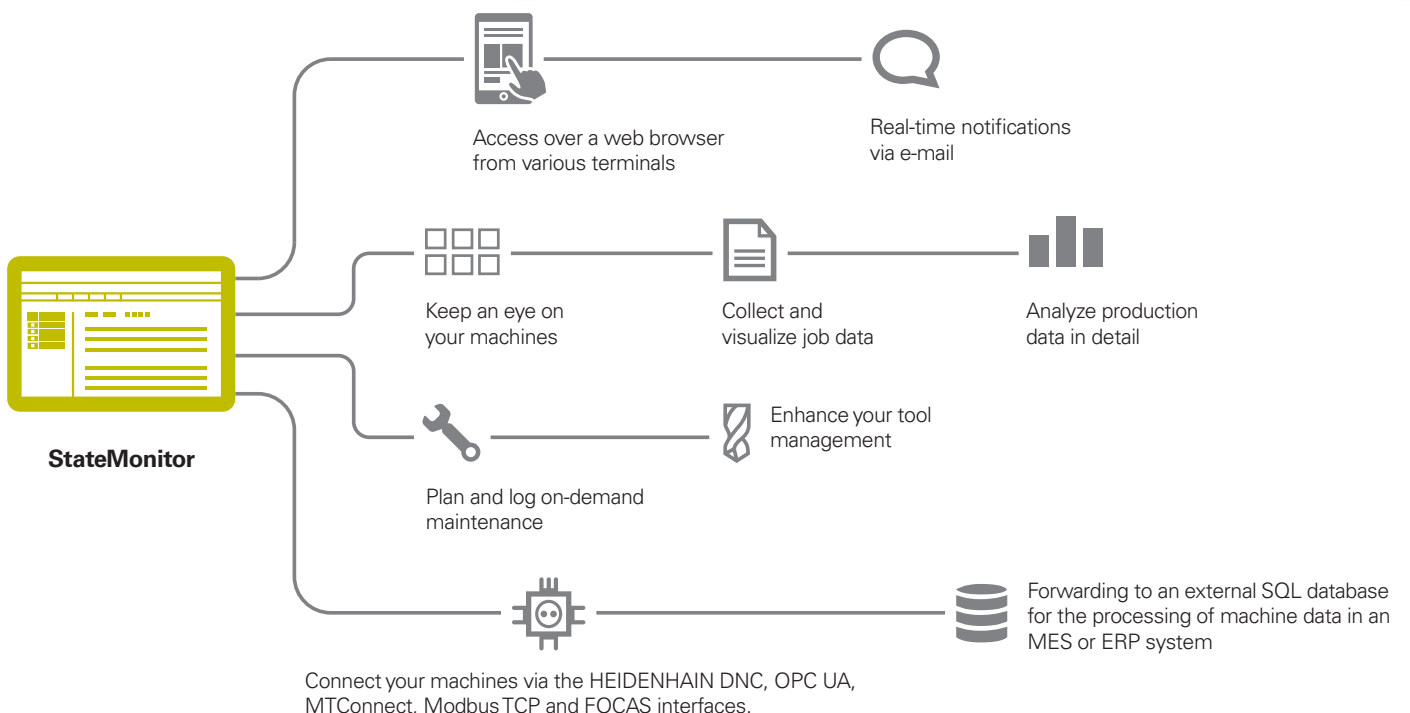 Access over a web browser
from various terminals
Real-time notifications
via e-mail
Keep an eye on
your machines
Collect and
visualize job data
Analyze production
data in detail
StateMonitor
Enhance your tool
management
Plan and log on-demand
maintenance
Forwarding to an external SQL database
for the processing of machine data in an
MES or ERP system
Connect your machines via the HEIDENHAIN DNC, OPC UA,
MTConnect, Modbus TCP and FOCAS interfaces.